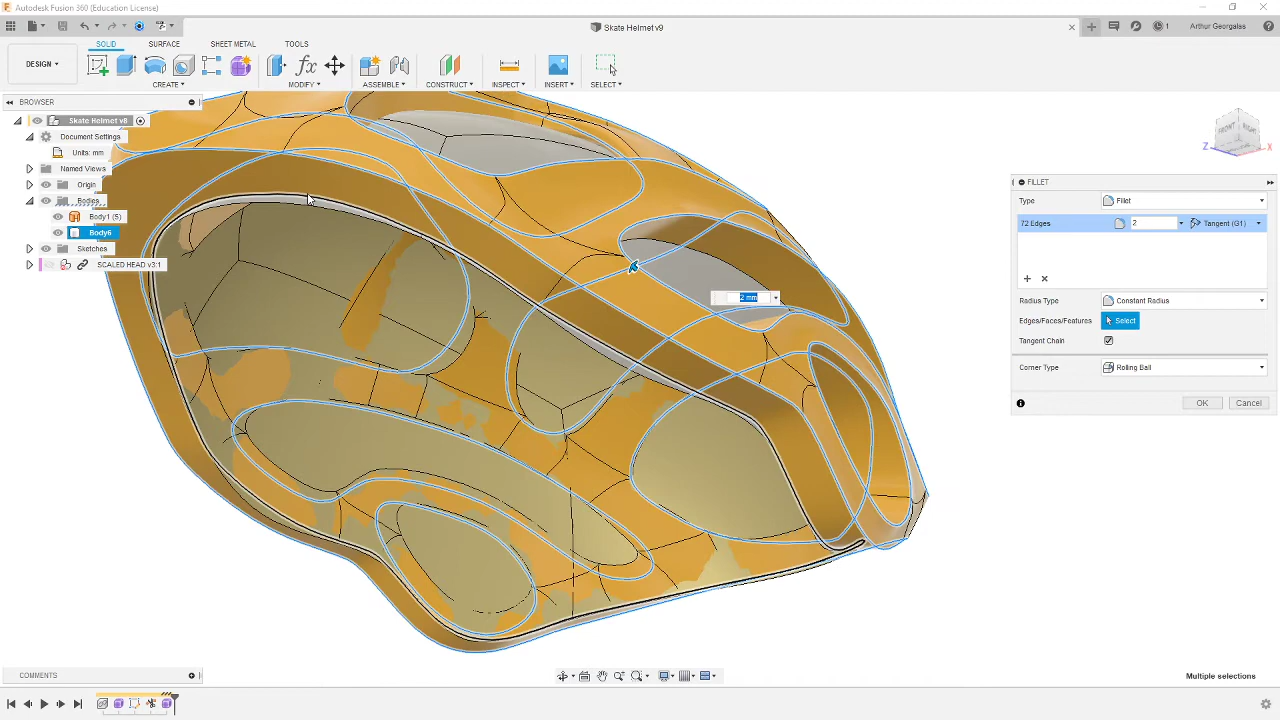 Autodesk Fusion 360 (Education License)
Skate Helmet v9
1
Arthur Georgalas
DESIGN
SOLID SURFACE SHEET METAL TOOLS
CREATE MODIFY ASSEMBLE CONSTRUCT INSPECT INSERT SELECT
BROWSER
Skate Helmet v8
Document Settings
Units: mm
Named Views
Origin
Bodies
Body1 (5)
Body6
Sketches
SCALED HEAD v3:1
FRONT RIGHT
Z X
FILLET
Type Fillet
72 Edges 2 Tangent (G1)
2 mm
Radius Type Constant Radius
Edges/Faces/Features Select
Tangent Chain
Corner Type Rolling Ball
OK Cancel
COMMENTS
Multiple selections